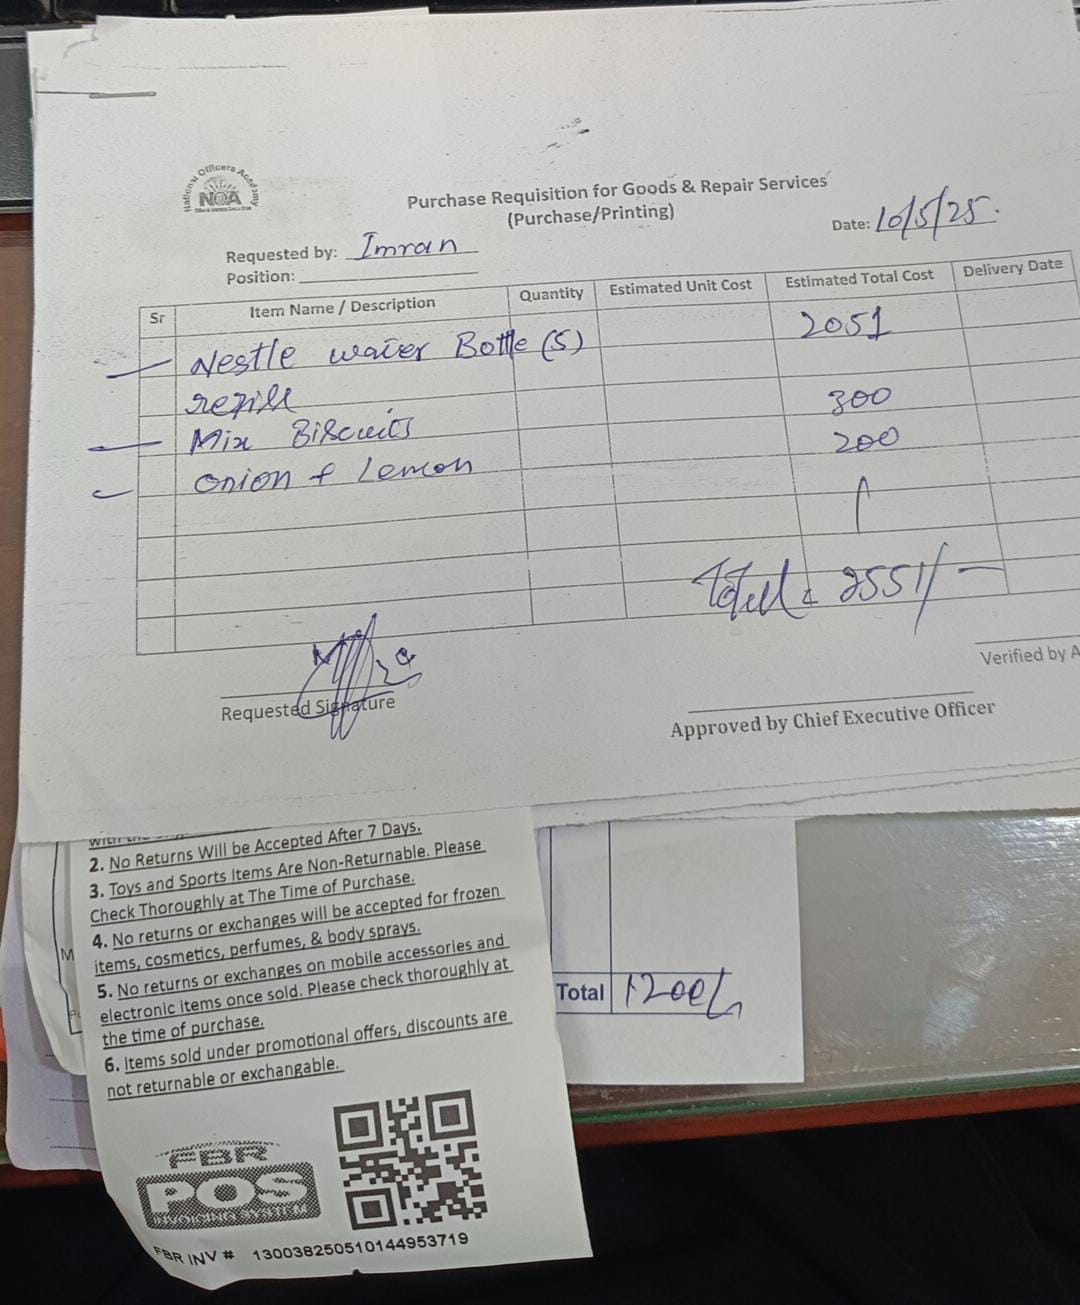 National Officers Academy
NOA
Purchase Requisition for Goods & Repair Services
(Purchase/Printing)
Date: 10/5/25.
Requested by: Imran
Position:
Sr Item Name / Description Quantity Estimated Unit Cost Estimated Total Cost Delivery Date
Nestle water Bottle (5) 2051
refill
Mix Biscuits 300
Onion & Lemon 200
Total 2551/-
Requested Signature
Verified by A
Approved by Chief Executive Officer
2. No Returns Will be Accepted After 7 Days.
3. Toys and Sports Items Are Non-Returnable. Please
Check Thoroughly at The Time of Purchase.
4. No returns or exchanges will be accepted for frozen
items, cosmetics, perfumes, & body sprays.
5. No returns or exchanges on mobile accessories and
electronic items once sold. Please check thoroughly at
the time of purchase.
6. Items sold under promotional offers, discounts are
not returnable or exchangable.
Total 1200/
FBR
POS
INVOICING SYSTEM
FBR INV # 130038250510144953719